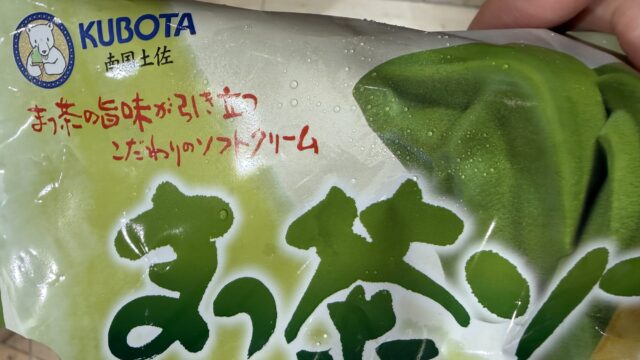 KUBOTA
南国土佐
まっ茶の旨味が引き立つ
こだわりのソフトクリーム
まっ茶ソ